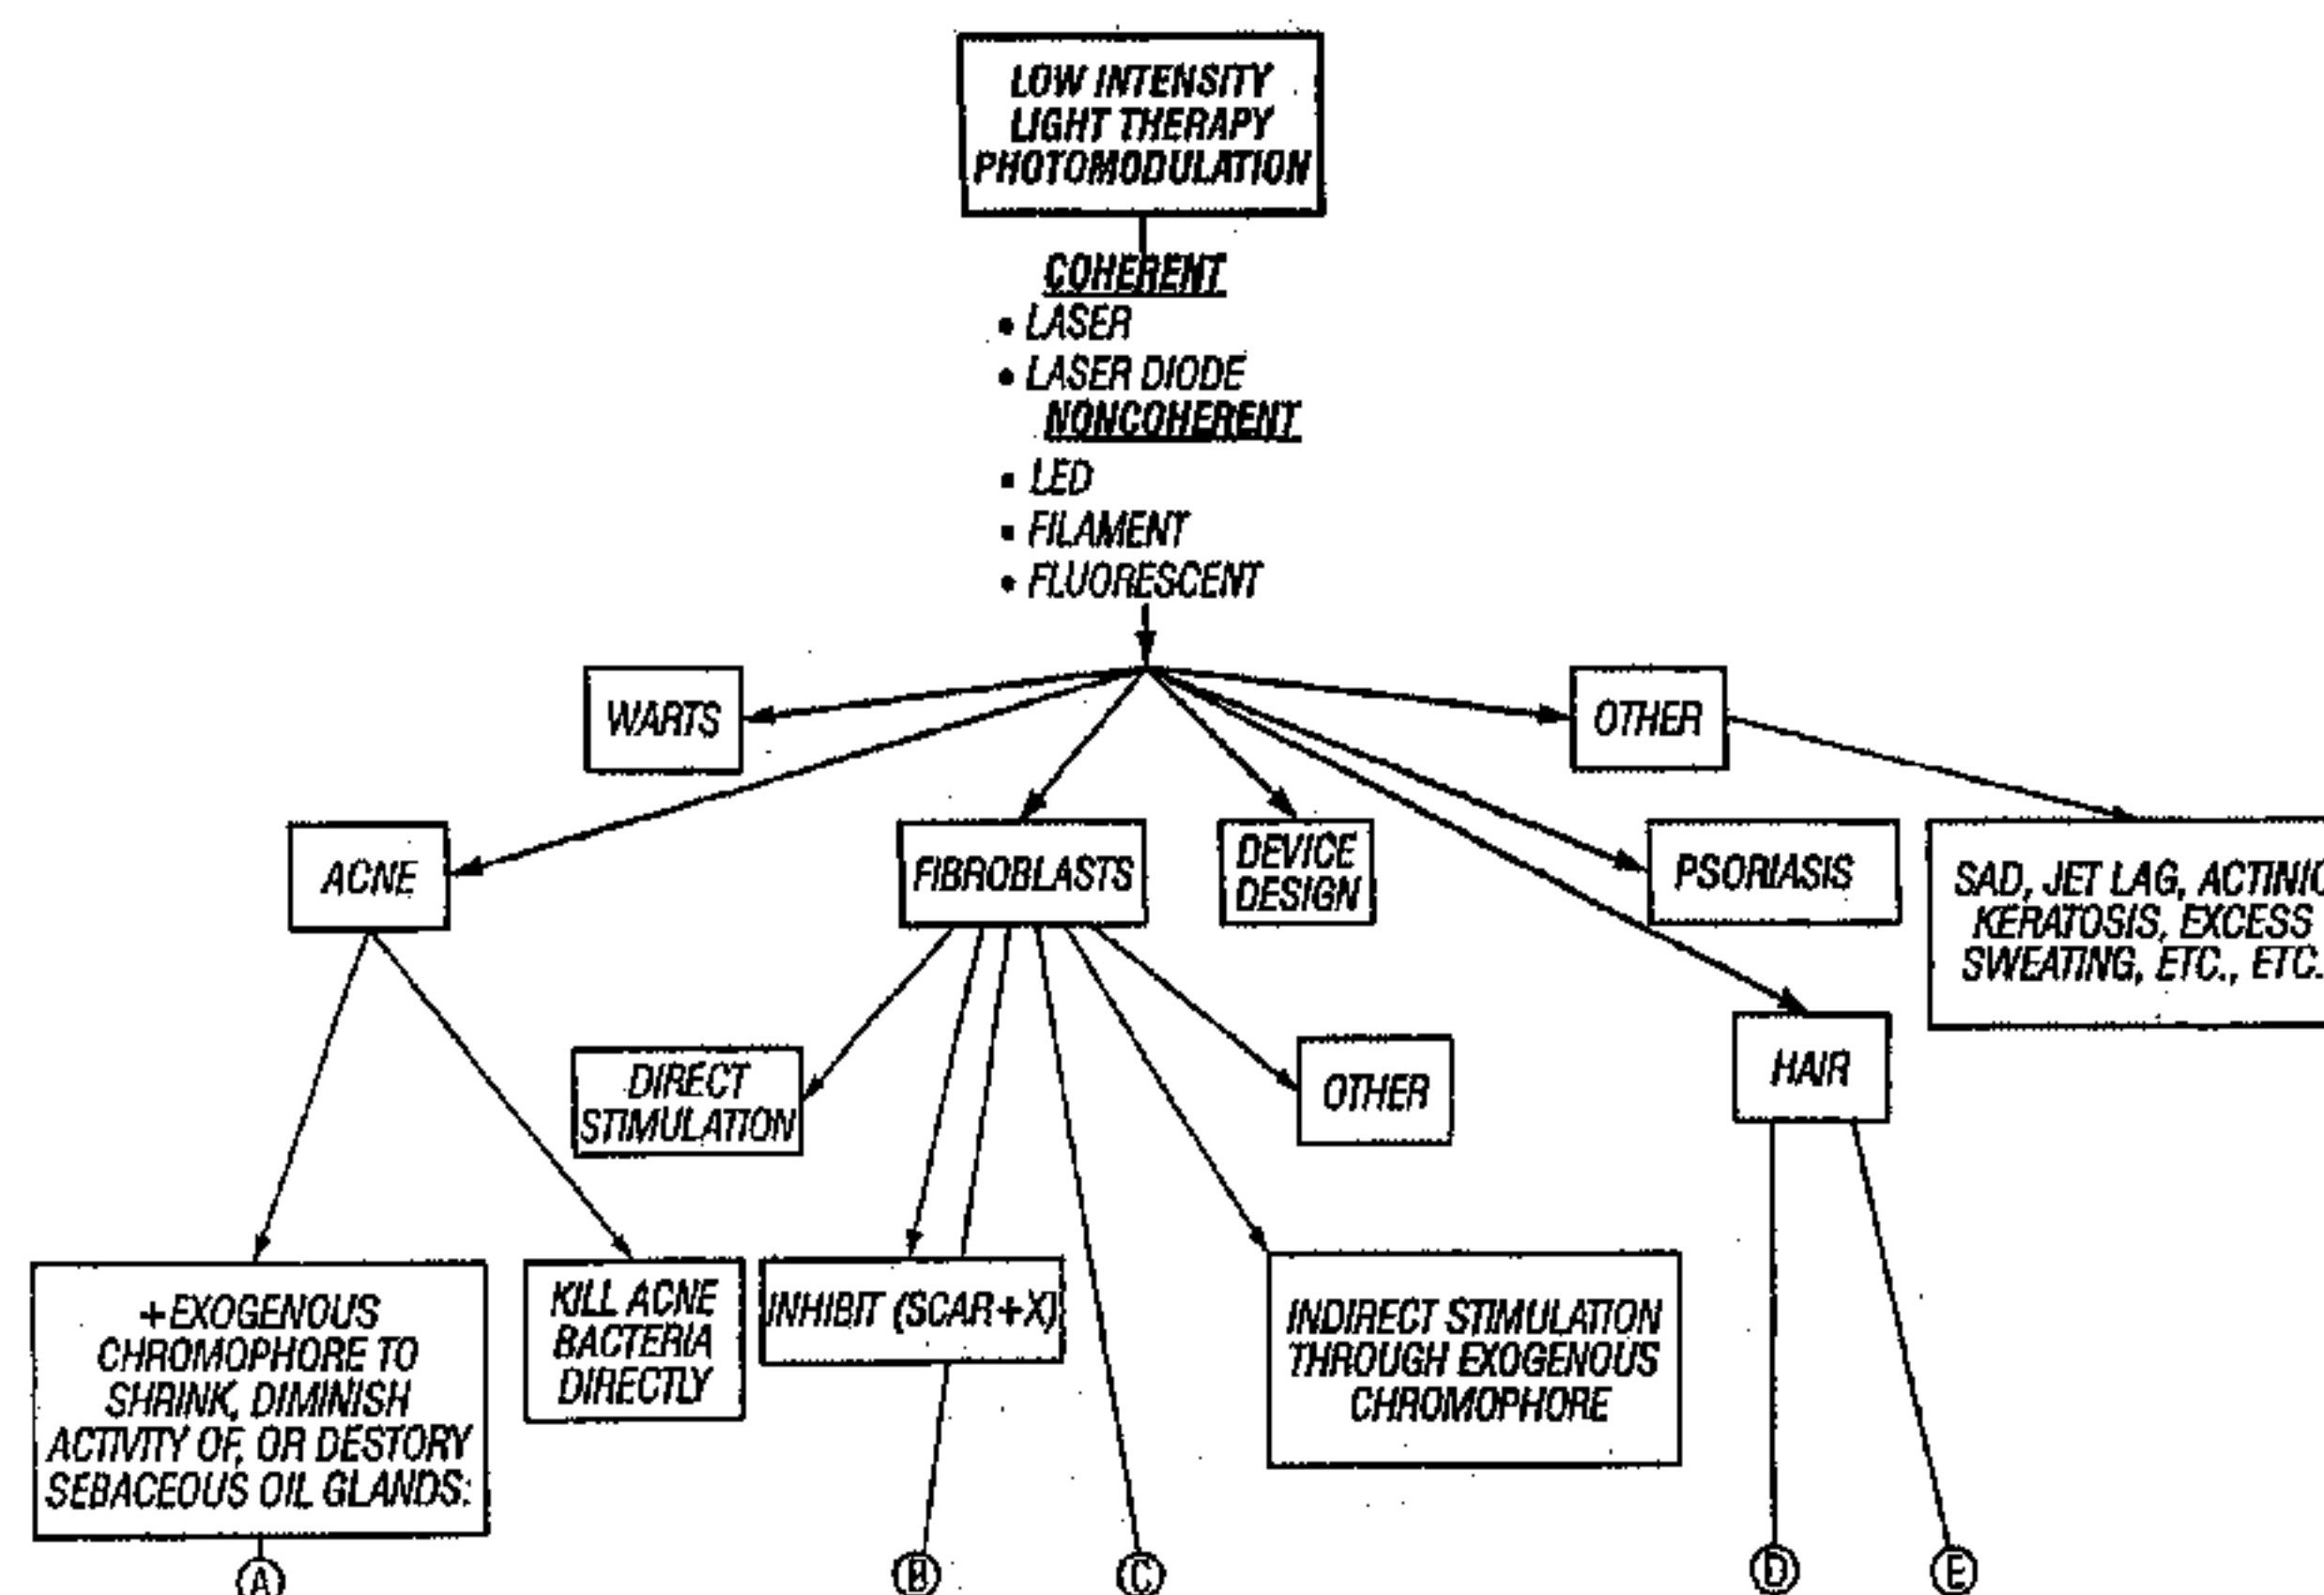 LOW INTENSITY
LIGHT THERAPY
PHOTOMODULATION
COHERENT
• LASER
• LASER DIODE
NONCOHERENT
• LED
• FILAMENT
• FLUORESCENT
WARTS
OTHER
ACNE
FIBROBLASTS
DEVICE
DESIGN
PSORIASIS
SAD, JET LAG, ACTINIC
KERATOSIS, EXCESS
SWEATING, ETC., ETC.
DIRECT
STIMULATION
OTHER
HAIR
+EXOGENOUS
CHROMOPHORE TO
SHRINK, DIMINISH
ACTIVITY OF, OR DESTORY
SEBACEOUS OIL GLANDS:
KILL ACNE
BACTERIA
DIRECTLY
INHIBIT (SCAR+X)
INDIRECT STIMULATION
THROUGH EXOGENOUS
CHROMOPHORE
A
B
C
D
E